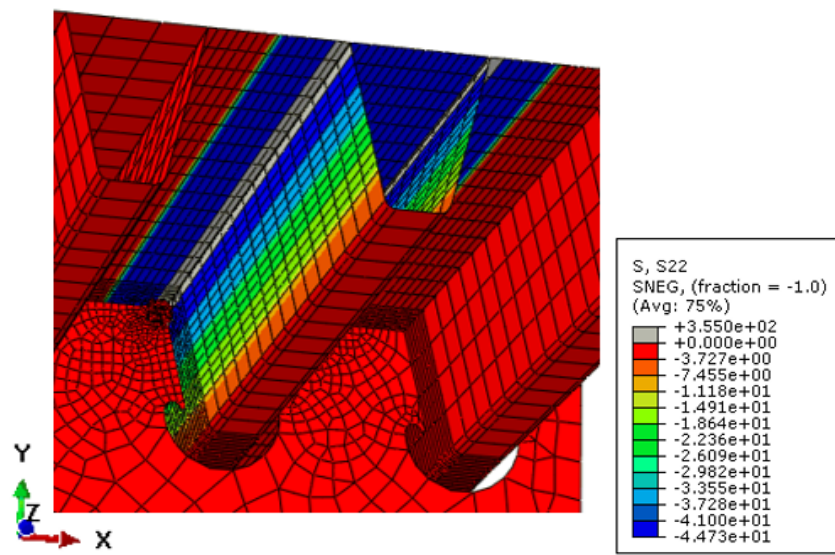 S, S22
SNEG, (fraction = -1.0)
(Avg: 75%)
+3.550e+02
+0.000e+00
-3.727e+00
-7.455e+00
-1.118e+01
-1.491e+01
-1.864e+01
-2.236e+01
-2.609e+01
-2.982e+01
-3.355e+01
-3.728e+01
-4.100e+01
-4.473e+01
Y
Z
X